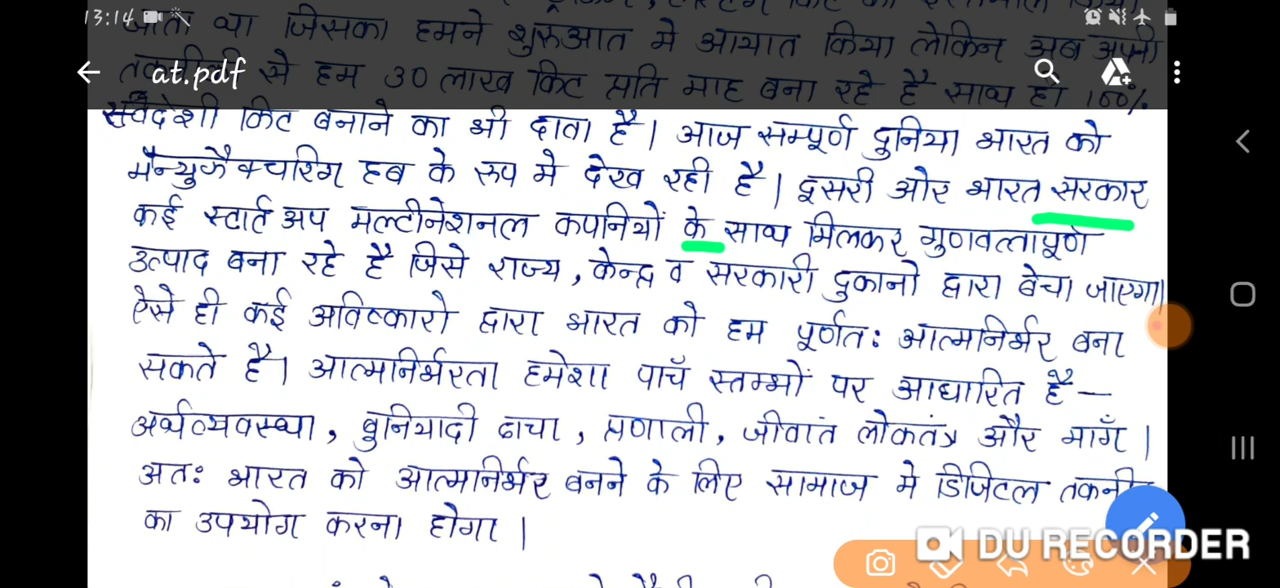 13:14
जाता था जिसका हमने शुरुआत मे आयात किया लेकिन अब अपनी
← at.pdf
से हम 30 लाख किट प्रति माह बना रहे है साथ ही 100%
स्वदेशी किट बनाने का भी दावा है। आज सम्पूर्ण दुनिया भारत को
मैन्युफैक्चरिंग हब के रूप मे देख रही है। दूसरी ओर भारत सरकार
कई स्टार्ट अप मल्टीनेशनल कंपनियों के साथ मिलकर गुणवत्तापूर्ण
उत्पाद बना रहे है जिसे राज्य, केन्द्र व सरकारी दुकानो द्वारा बेचा जाएगा।
ऐसे ही कई अविष्कारो द्वारा भारत को हम पूर्णत: आत्मनिर्भर बना
सकते है। आत्मनिर्भरता हमेशा पाँच स्तम्भों पर आधारित है —
अर्थव्यवस्था, बुनियादी ढाचा, प्रणाली, जीवांत लोकतंत्र और माँग।
अत: भारत को आत्मनिर्भर बनने के लिए सामाज मे डिजिटल
का उपयोग करना होगा।
DU RECORDER